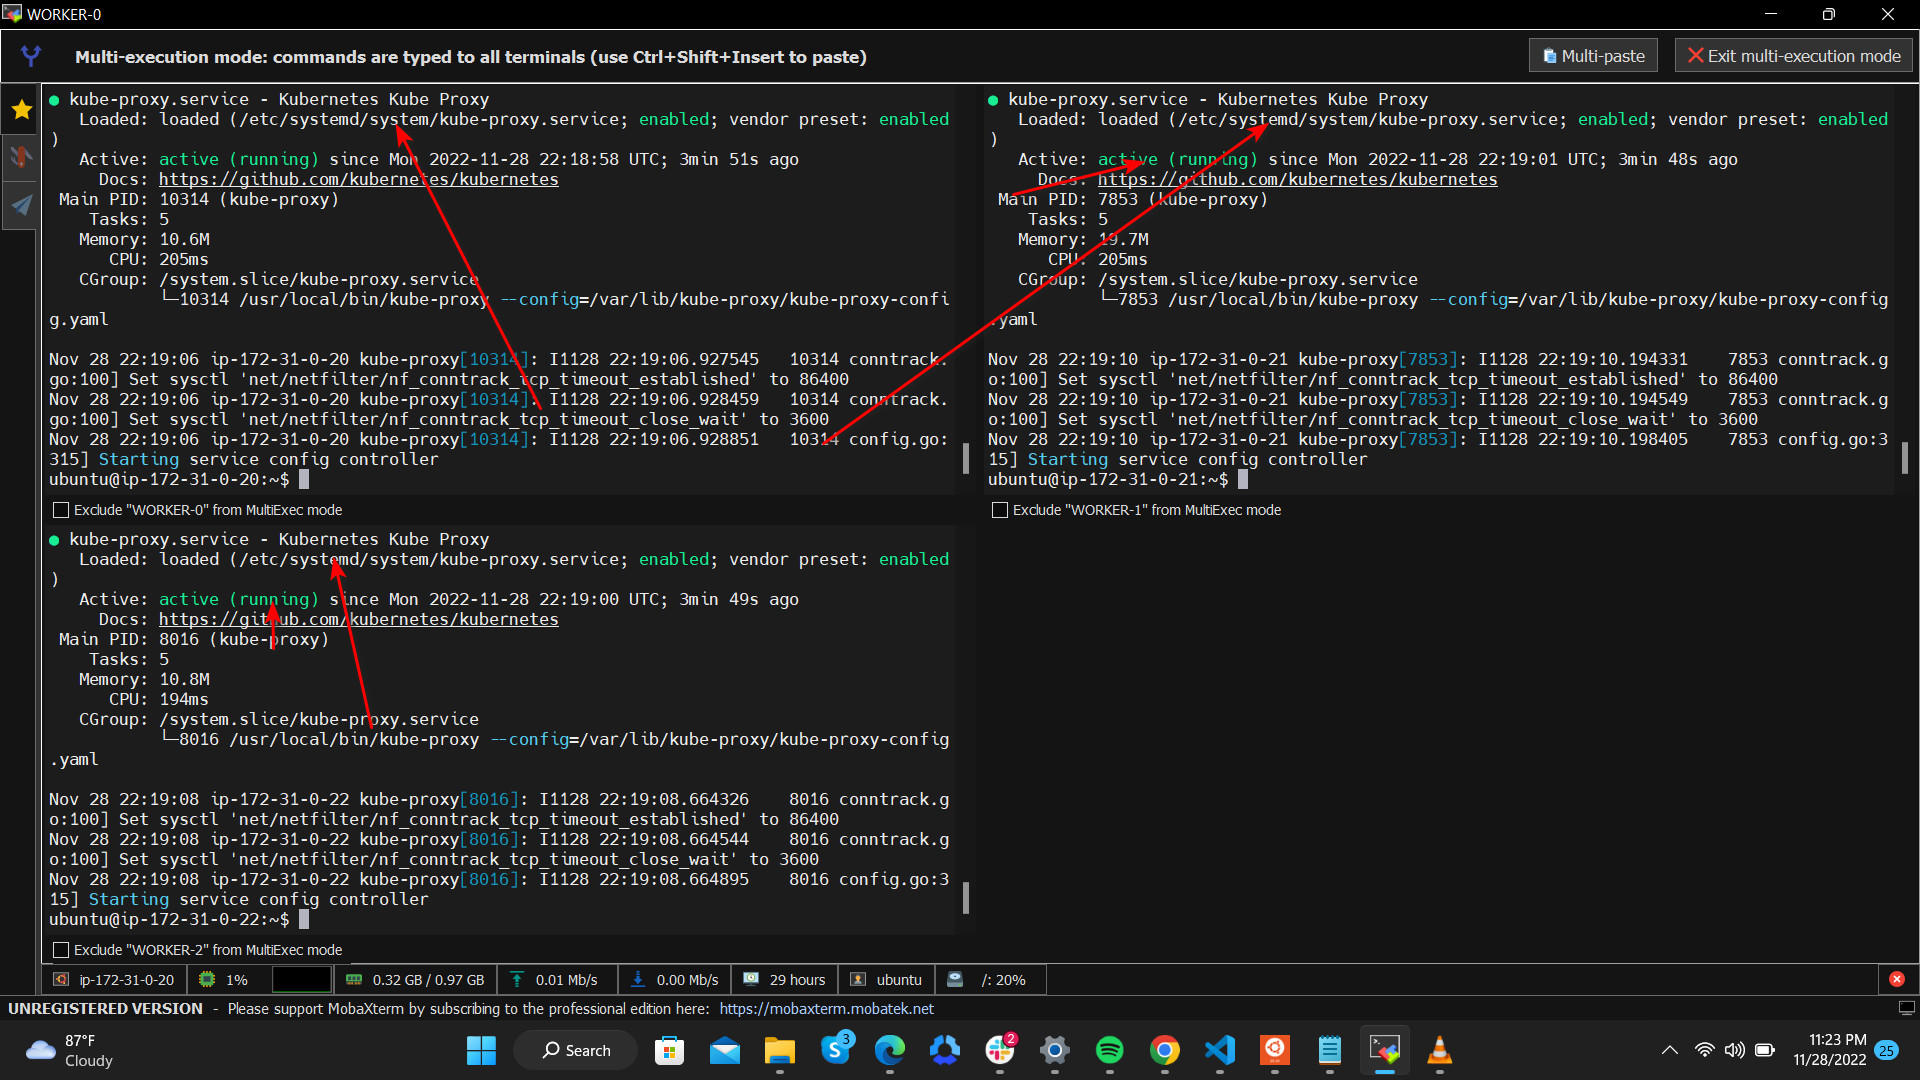 WORKER-0
Multi-execution mode: commands are typed to all terminals (use Ctrl+Shift+Insert to paste)
Multi-paste
Exit multi-execution mode
● kube-proxy.service - Kubernetes Kube Proxy
Loaded: loaded (/etc/systemd/system/kube-proxy.service; enabled; vendor preset: enabled
)
Active: active (running) since Mon 2022-11-28 22:18:58 UTC; 3min 51s ago
Docs: https://github.com/kubernetes/kubernetes
Main PID: 10314 (kube-proxy)
Tasks: 5
Memory: 10.6M
CPU: 205ms
CGroup: /system.slice/kube-proxy.service
└─10314 /usr/local/bin/kube-proxy --config=/var/lib/kube-proxy/kube-proxy-confi
g.yaml
Nov 28 22:19:06 ip-172-31-0-20 kube-proxy[10314]: I1128 22:19:06.927545   10314 conntrack.
go:100] Set sysctl 'net/netfilter/nf_conntrack_tcp_timeout_established' to 86400
Nov 28 22:19:06 ip-172-31-0-20 kube-proxy[10314]: I1128 22:19:06.928459   10314 conntrack.
go:100] Set sysctl 'net/netfilter/nf_conntrack_tcp_timeout_close_wait' to 3600
Nov 28 22:19:06 ip-172-31-0-20 kube-proxy[10314]: I1128 22:19:06.928851   10314 config.go:
315] Starting service config controller
ubuntu@ip-172-31-0-20:~$
Exclude "WORKER-0" from MultiExec mode
● kube-proxy.service - Kubernetes Kube Proxy
Loaded: loaded (/etc/systemd/system/kube-proxy.service; enabled; vendor preset: enabled
)
Active: active (running) since Mon 2022-11-28 22:19:01 UTC; 3min 48s ago
Docs: https://github.com/kubernetes/kubernetes
Main PID: 7853 (kube-proxy)
Tasks: 5
Memory: 19.7M
CPU: 205ms
CGroup: /system.slice/kube-proxy.service
└─7853 /usr/local/bin/kube-proxy --config=/var/lib/kube-proxy/kube-proxy-config
.yaml
Nov 28 22:19:10 ip-172-31-0-21 kube-proxy[7853]: I1128 22:19:10.194331    7853 conntrack.g
o:100] Set sysctl 'net/netfilter/nf_conntrack_tcp_timeout_established' to 86400
Nov 28 22:19:10 ip-172-31-0-21 kube-proxy[7853]: I1128 22:19:10.194549    7853 conntrack.g
o:100] Set sysctl 'net/netfilter/nf_conntrack_tcp_timeout_close_wait' to 3600
Nov 28 22:19:10 ip-172-31-0-21 kube-proxy[7853]: I1128 22:19:10.198405    7853 config.go:3
15] Starting service config controller
ubuntu@ip-172-31-0-21:~$
Exclude "WORKER-1" from MultiExec mode
● kube-proxy.service - Kubernetes Kube Proxy
Loaded: loaded (/etc/systemd/system/kube-proxy.service; enabled; vendor preset: enabled
)
Active: active (running) since Mon 2022-11-28 22:19:00 UTC; 3min 49s ago
Docs: https://github.com/kubernetes/kubernetes
Main PID: 8016 (kube-proxy)
Tasks: 5
Memory: 10.8M
CPU: 194ms
CGroup: /system.slice/kube-proxy.service
└─8016 /usr/local/bin/kube-proxy --config=/var/lib/kube-proxy/kube-proxy-config
.yaml
Nov 28 22:19:08 ip-172-31-0-22 kube-proxy[8016]: I1128 22:19:08.664326    8016 conntrack.g
o:100] Set sysctl 'net/netfilter/nf_conntrack_tcp_timeout_established' to 86400
Nov 28 22:19:08 ip-172-31-0-22 kube-proxy[8016]: I1128 22:19:08.664544    8016 conntrack.g
o:100] Set sysctl 'net/netfilter/nf_conntrack_tcp_timeout_close_wait' to 3600
Nov 28 22:19:08 ip-172-31-0-22 kube-proxy[8016]: I1128 22:19:08.664895    8016 config.go:3
15] Starting service config controller
ubuntu@ip-172-31-0-22:~$
Exclude "WORKER-2" from MultiExec mode
ip-172-31-0-20 1% 0.32 GB / 0.97 GB 0.01 Mb/s 0.00 Mb/s 29 hours ubuntu /: 20%
UNREGISTERED VERSION - Please support MobaXterm by subscribing to the professional edition here: https://mobaxterm.mobatek.net
87°F
Cloudy
Search
3
2
11:23 PM
11/28/2022
25